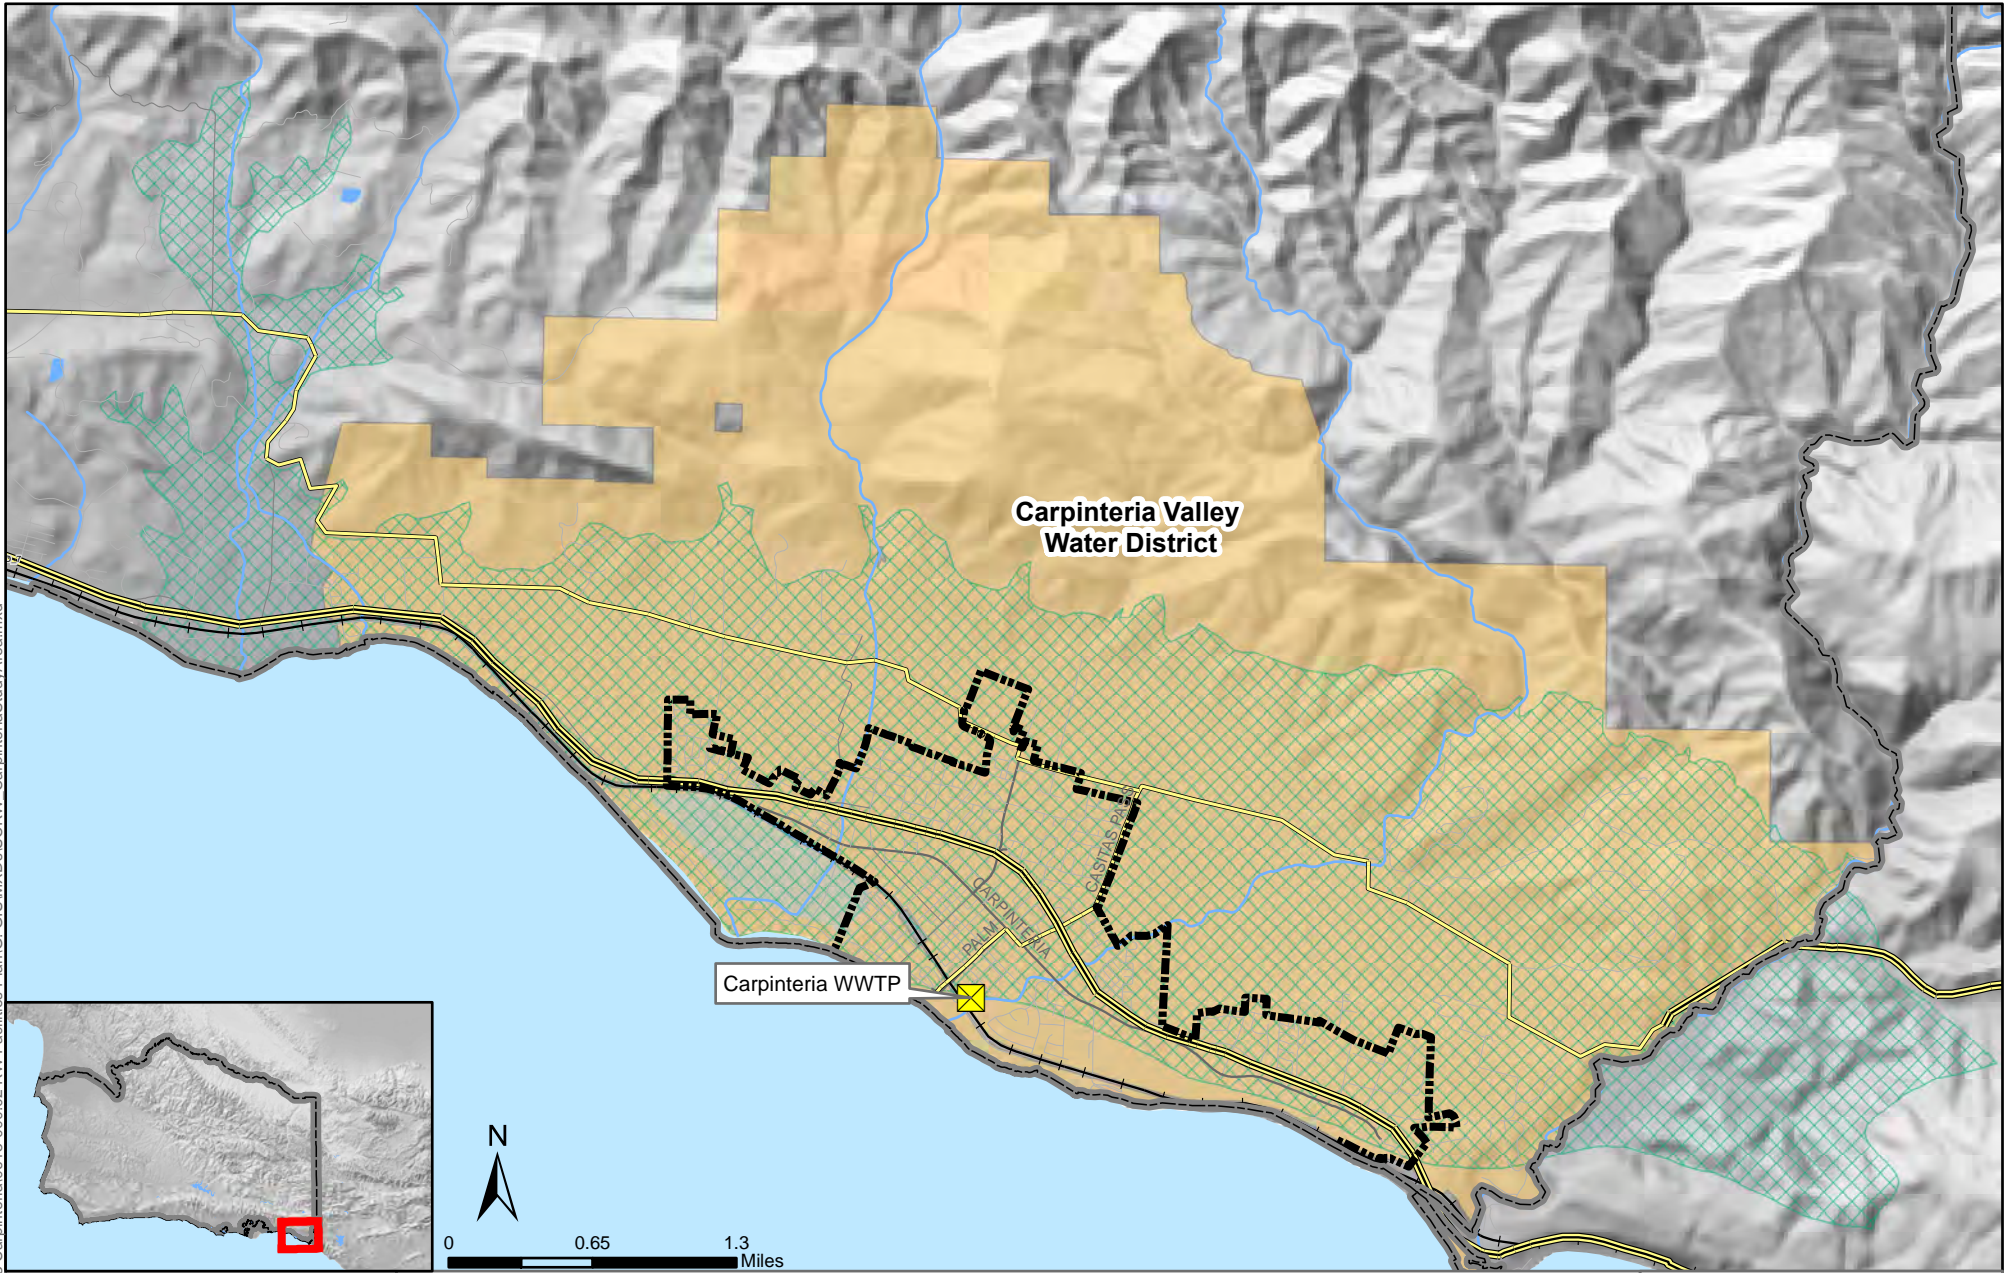 Carpinteria Valley
Water District
CASITAS PASS
CARPINTERIA
PALM
Carpinteria WWTP
N
0 0.65 1.3
Miles